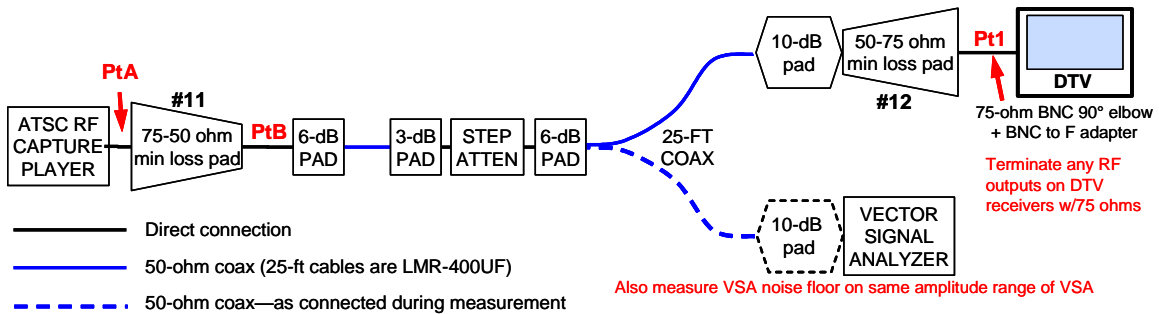 PtA
#11
ATSC RF
CAPTURE
PLAYER
75-50 ohm
min loss pad
PtB
6-dB
PAD
3-dB
PAD
STEP
ATTEN
6-dB
PAD
25-FT
COAX
10-dB
pad
50-75 ohm
min loss pad
#12
Pt1
DTV
75-ohm BNC 90° elbow
+ BNC to F adapter
Terminate any RF
outputs on DTV
receivers w/75 ohms
10-dB
pad
VECTOR
SIGNAL
ANALYZER
Also measure VSA noise floor on same amplitude range of VSA
Direct connection
50-ohm coax (25-ft cables are LMR-400UF)
50-ohm coax—as connected during measurement